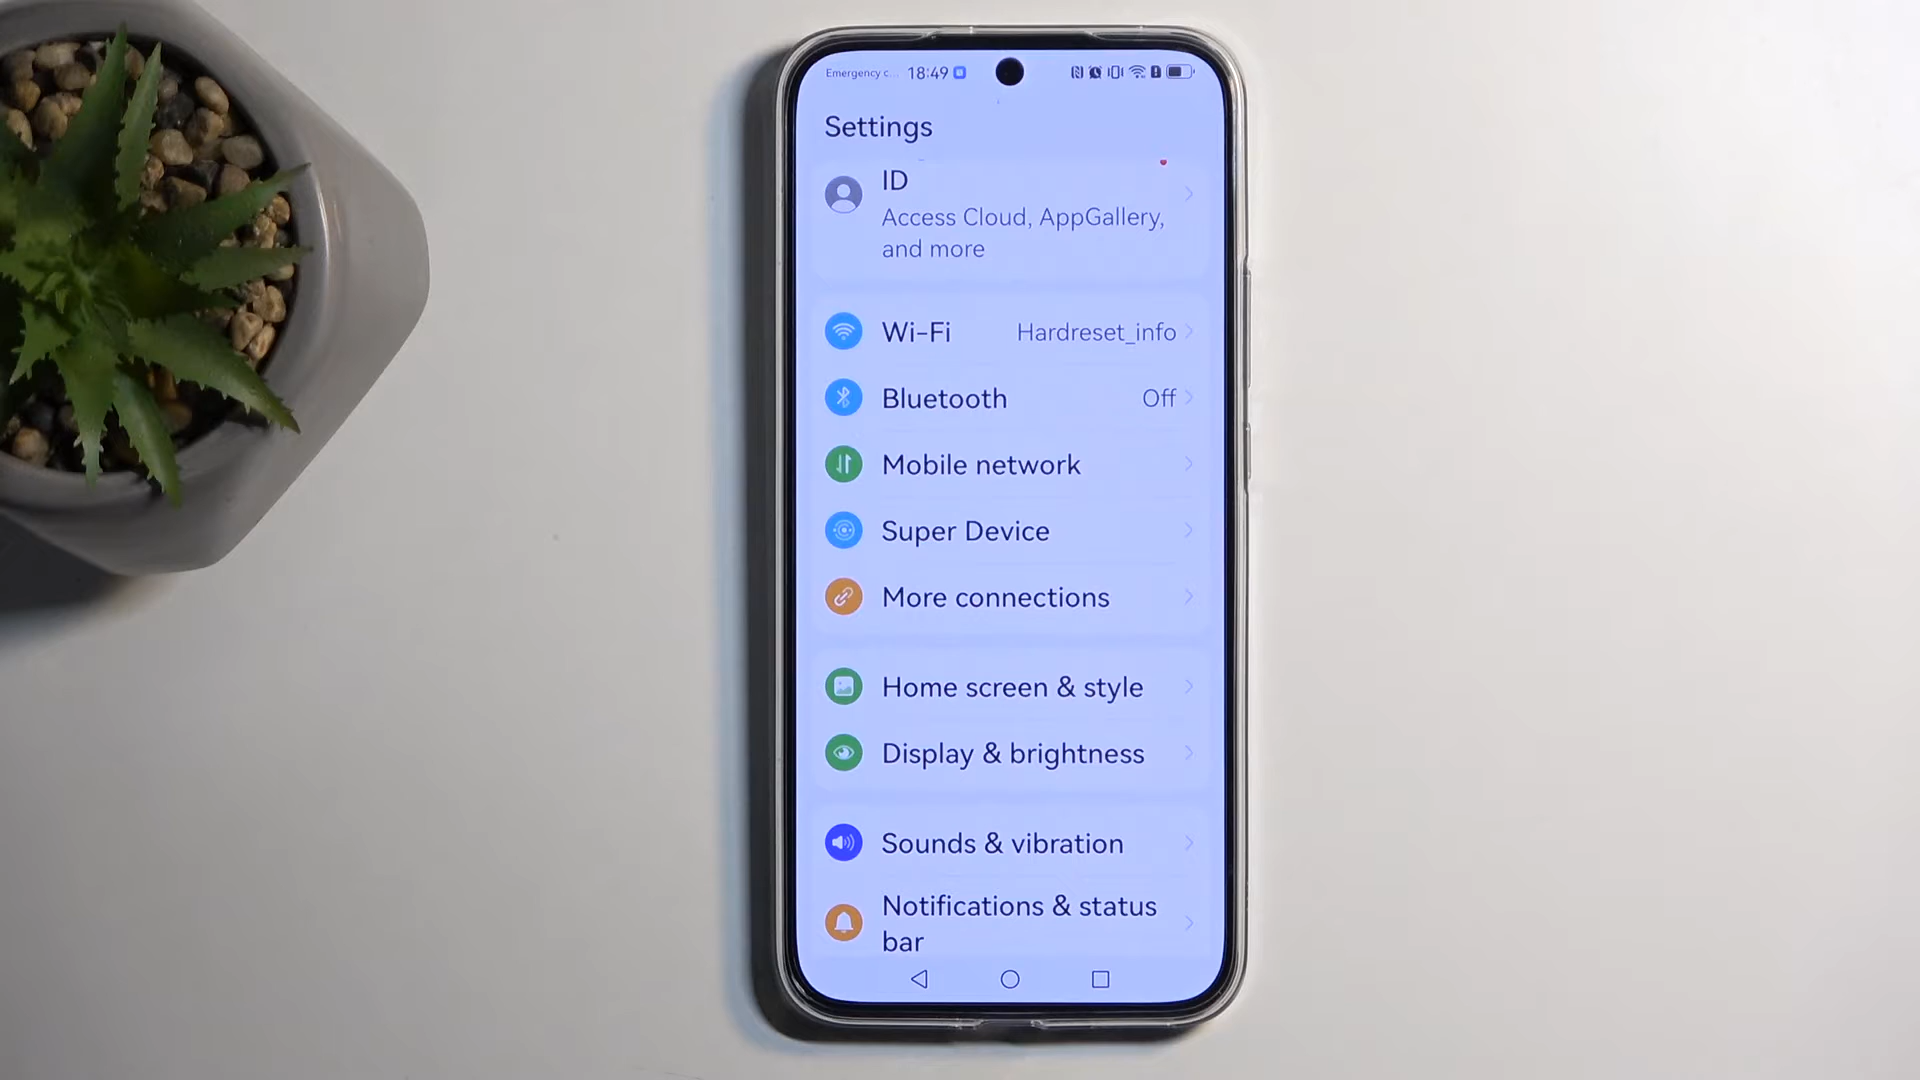 Emergency c... 18:49
Settings
ID
Access Cloud, AppGallery,
and more
Wi-Fi Hardreset_info
Bluetooth Off
Mobile network
Super Device
More connections
Home screen & style
Display & brightness
Sounds & vibration
Notifications & status
bar